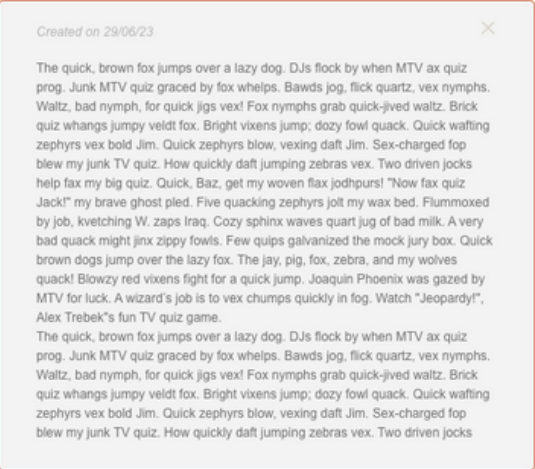 Created on 29/06/23
The quick, brown fox jumps over a lazy dog. DJs flock by when MTV ax quiz
prog. Junk MTV quiz graced by fox whelps. Bawds jog, flick quartz, vex nymphs.
Waltz, bad nymph, for quick jigs vex! Fox nymphs grab quick-jived waltz. Brick
quiz whangs jumpy veldt fox. Bright vixens jump; dozy fowl quack. Quick wafting
zephyrs vex bold Jim. Quick zephyrs blow, vexing daft Jim. Sex-charged fop
blew my junk TV quiz. How quickly daft jumping zebras vex. Two driven jocks
help fax my big quiz. Quick, Baz, get my woven flax jodhpurs! "Now fax quiz
Jack!" my brave ghost pled. Five quacking zephyrs jolt my wax bed. Flummoxed
by job, kvetching W. zaps Iraq. Cozy sphinx waves quart jug of bad milk. A very
bad quack might jinx zippy fowls. Few quips galvanized the mock jury box. Quick
brown dogs jump over the lazy fox. The jay, pig, fox, zebra, and my wolves
quack! Blowzy red vixens fight for a quick jump. Joaquin Phoenix was gazed by
MTV for luck. A wizard's job is to vex chumps quickly in fog. Watch "Jeopardy!",
Alex Trebek"s fun TV quiz game.
The quick, brown fox jumps over a lazy dog. DJs flock by when MTV ax quiz
prog. Junk MTV quiz graced by fox whelps. Bawds jog, flick quartz, vex nymphs.
Waltz, bad nymph, for quick jigs vex! Fox nymphs grab quick-jived waltz. Brick
quiz whangs jumpy veldt fox. Bright vixens jump; dozy fowl quack. Quick wafting
zephyrs vex bold Jim. Quick zephyrs blow, vexing daft Jim. Sex-charged fop
blew my junk TV quiz. How quickly daft jumping zebras vex. Two driven jocks